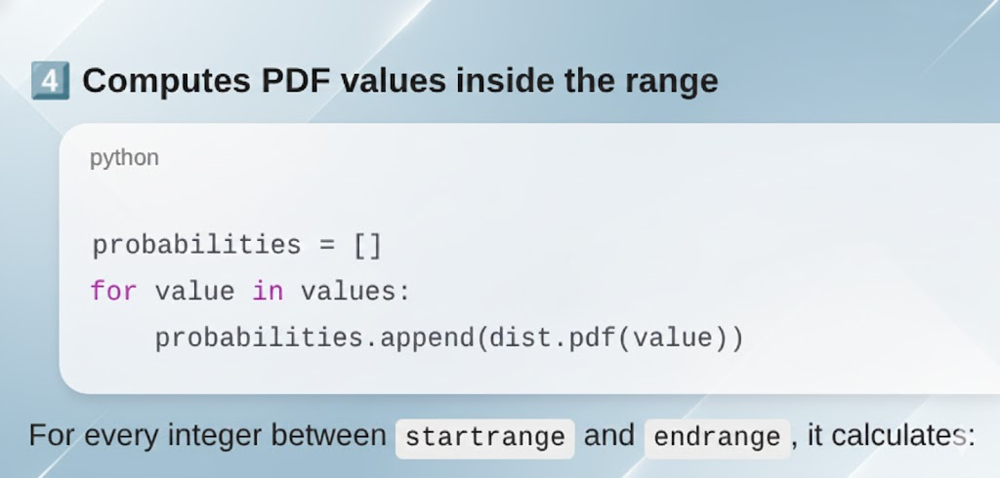 4 Computes PDF values inside the range
python
probabilities = []
for value in values:
    probabilities.append(dist.pdf(value))
For every integer between startrange and endrange, it calculates: